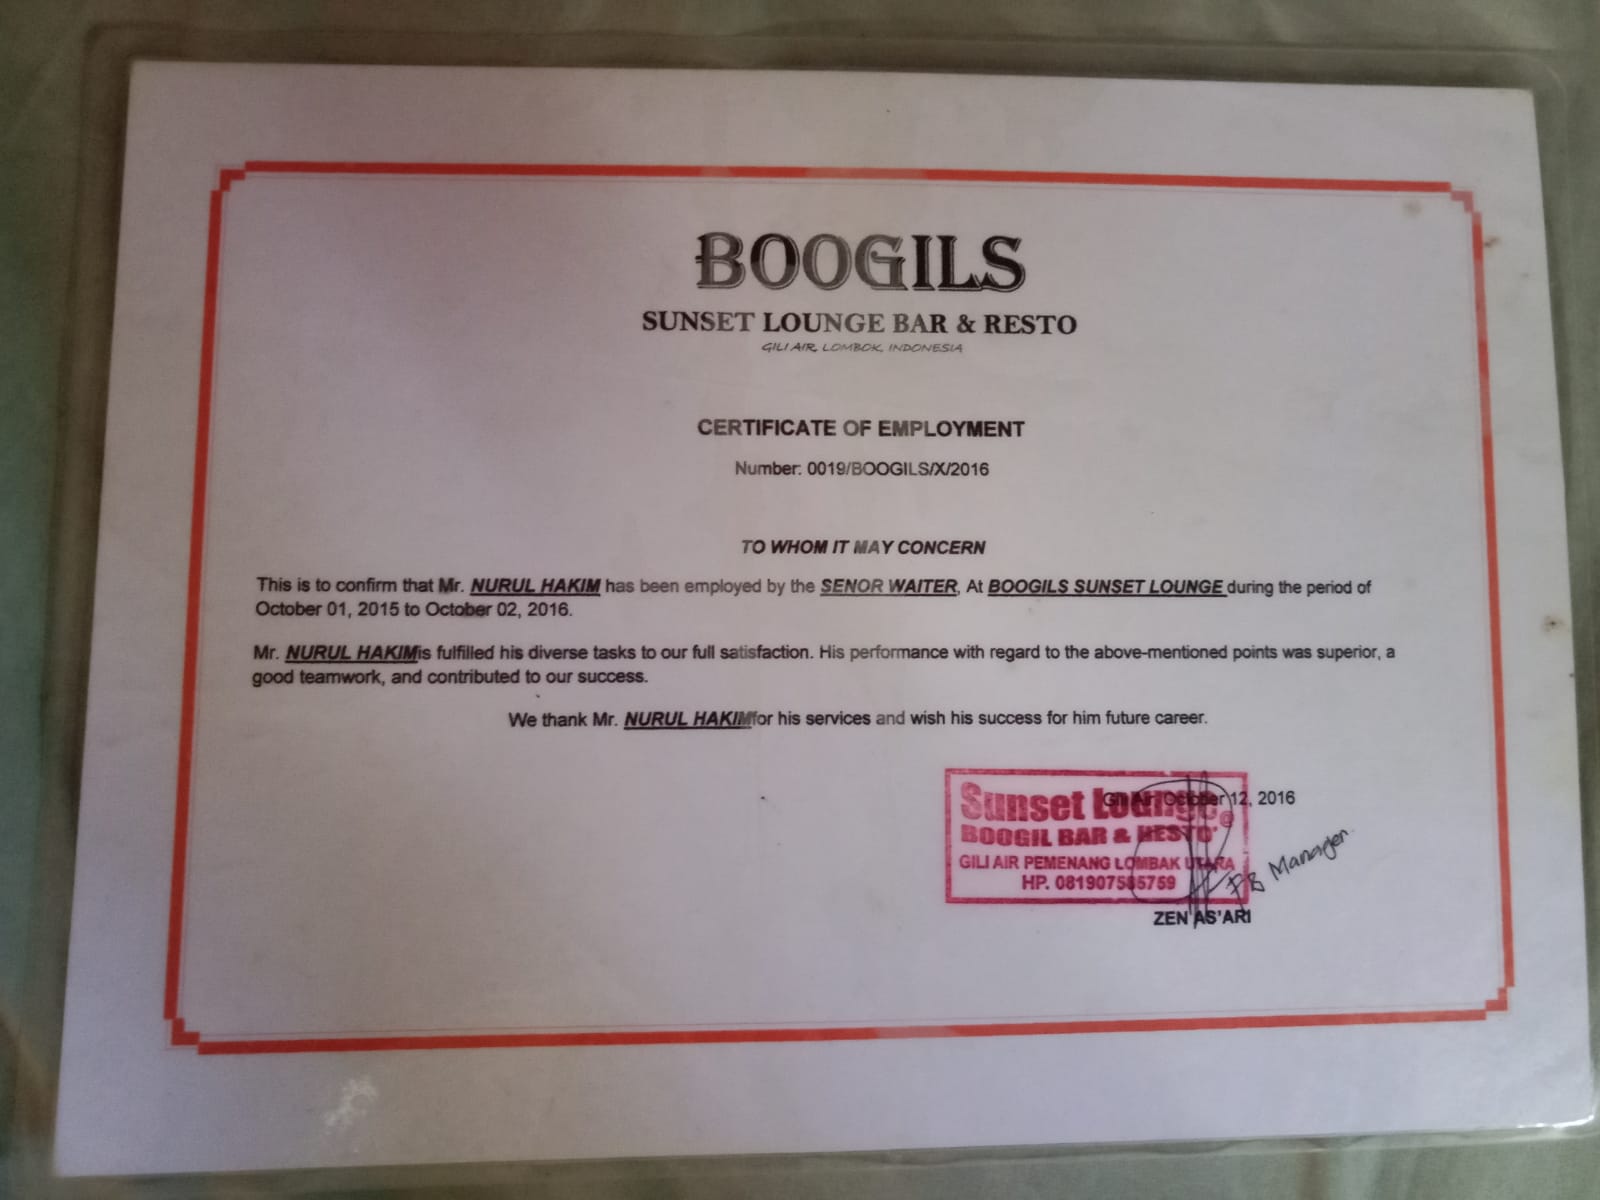 BOOGILS
SUNSET LOUNGE BAR & RESTO
GILI AIR, LOMBOK, INDONESIA
CERTIFICATE OF EMPLOYMENT
Number: 0019/BOOGILS/X/2016
TO WHOM IT MAY CONCERN
This is to confirm that Mr. NURUL HAKIM has been employed by the SENOR WAITER, At BOOGILS SUNSET LOUNGE during the period of
October 01, 2015 to October 02, 2016.
Mr. NURUL HAKIMis fulfilled his diverse tasks to our full satisfaction. His performance with regard to the above-mentioned points was superior, a
good teamwork, and contributed to our success.
We thank Mr. NURUL HAKIMfor his services and wish his success for him future career.
Gili Air, October 12, 2016
Sunset Lounge@
BOOGIL BAR & RESTO'
GILI AIR PEMENANG LOMBAK UTARA
HP. 081907585759
FB Manager
ZEN AS'ARI